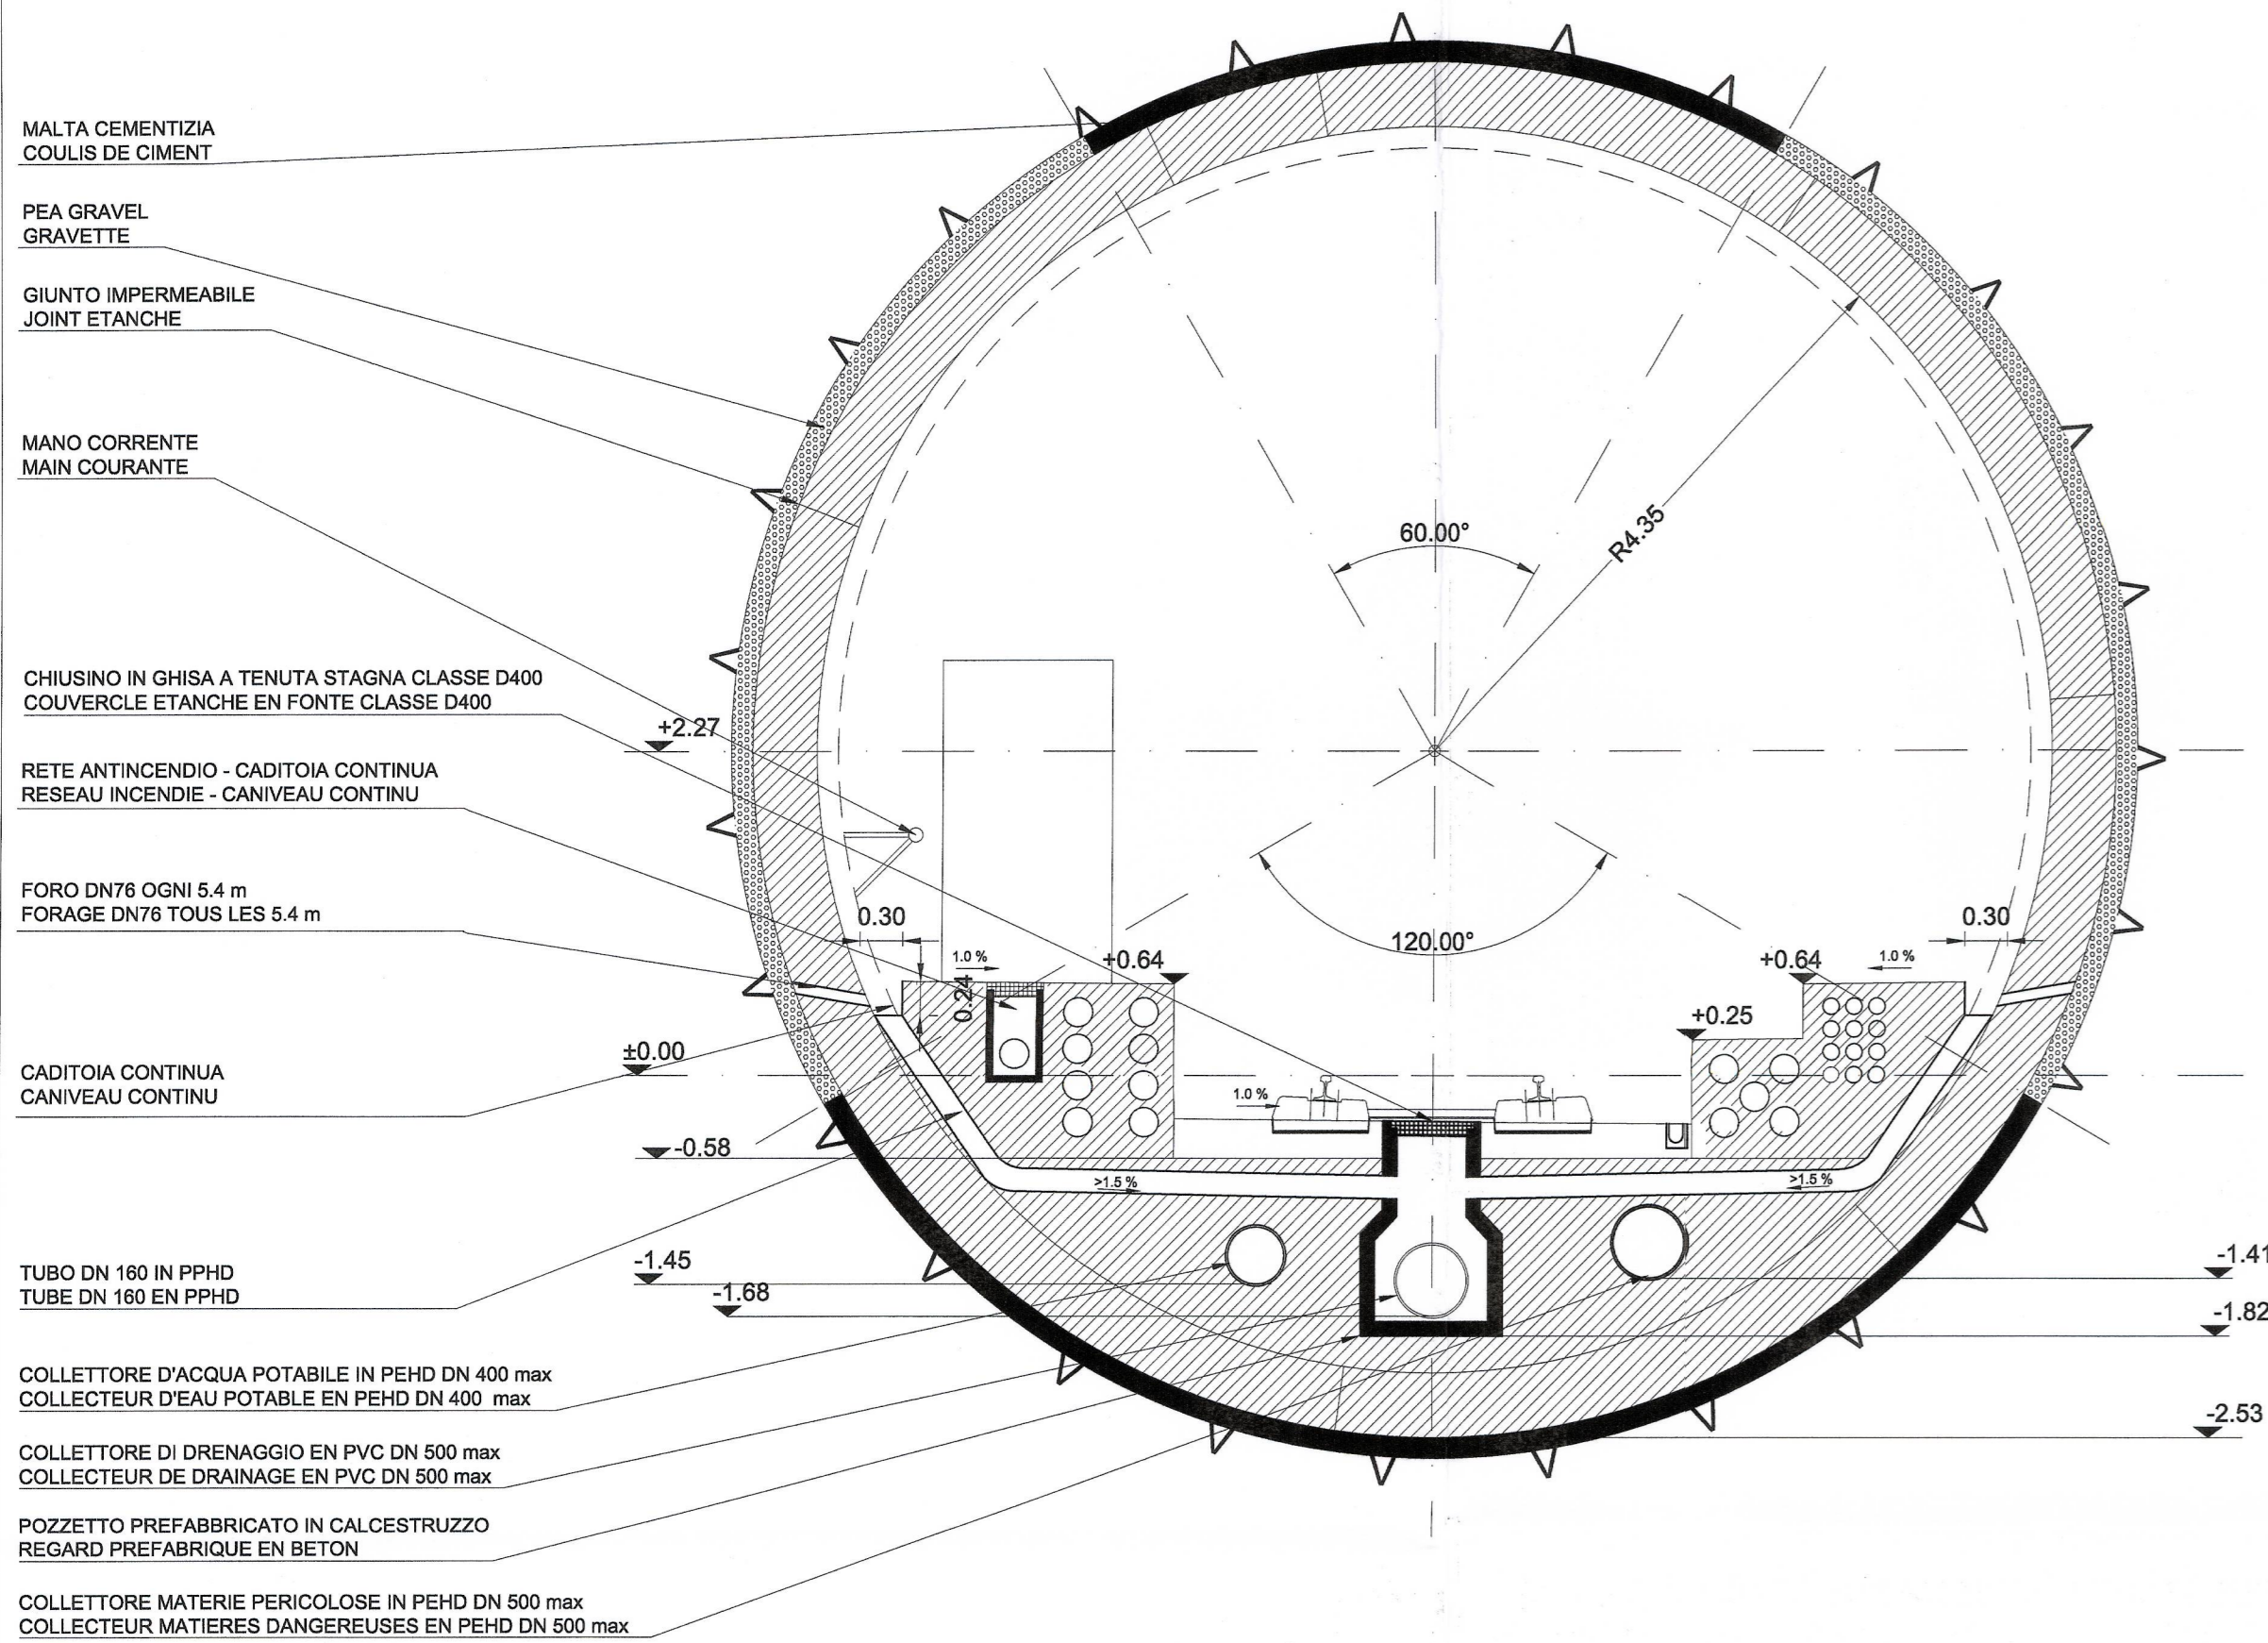 MALTA CEMENTIZIA
COULIS DE CIMENT
PEA GRAVEL
GRAVETTE
GIUNTO IMPERMEABILE
JOINT ETANCHE
MANO CORRENTE
MAIN COURANTE
CHIUSINO IN GHISA A TENUTA STAGNA CLASSE D400
COUVERCLE ETANCHE EN FONTE CLASSE D400
RETE ANTINCENDIO - CADITOIA CONTINUA
RESEAU INCENDIE - CANIVEAU CONTINU
FORO DN76 OGNI 5.4 m
FORAGE DN76 TOUS LES 5.4 m
CADITOIA CONTINUA
CANIVEAU CONTINU
TUBO DN 160 IN PPHD
TUBE DN 160 EN PPHD
COLLETTORE D'ACQUA POTABILE IN PEHD DN 400 max
COLLECTEUR D'EAU POTABLE EN PEHD DN 400 max
COLLETTORE DI DRENAGGIO EN PVC DN 500 max
COLLECTEUR DE DRAINAGE EN PVC DN 500 max
POZZETTO PREFABBRICATO IN CALCESTRUZZO
REGARD PREFABRIQUE EN BETON
COLLETTORE MATERIE PERICOLOSE IN PEHD DN 500 max
COLLECTEUR MATIERES DANGEREUSES EN PEHD DN 500 max
60.00°
R4.35
+2.27
0.30
120.00°
0.30
1.0 %
+0.64
+0.64
1.0 %
0.24
+0.25
±0.00
1.0 %
-0.58
>1.5 %
>1.5 %
-1.45
-1.41
-1.68
-1.82
-2.53